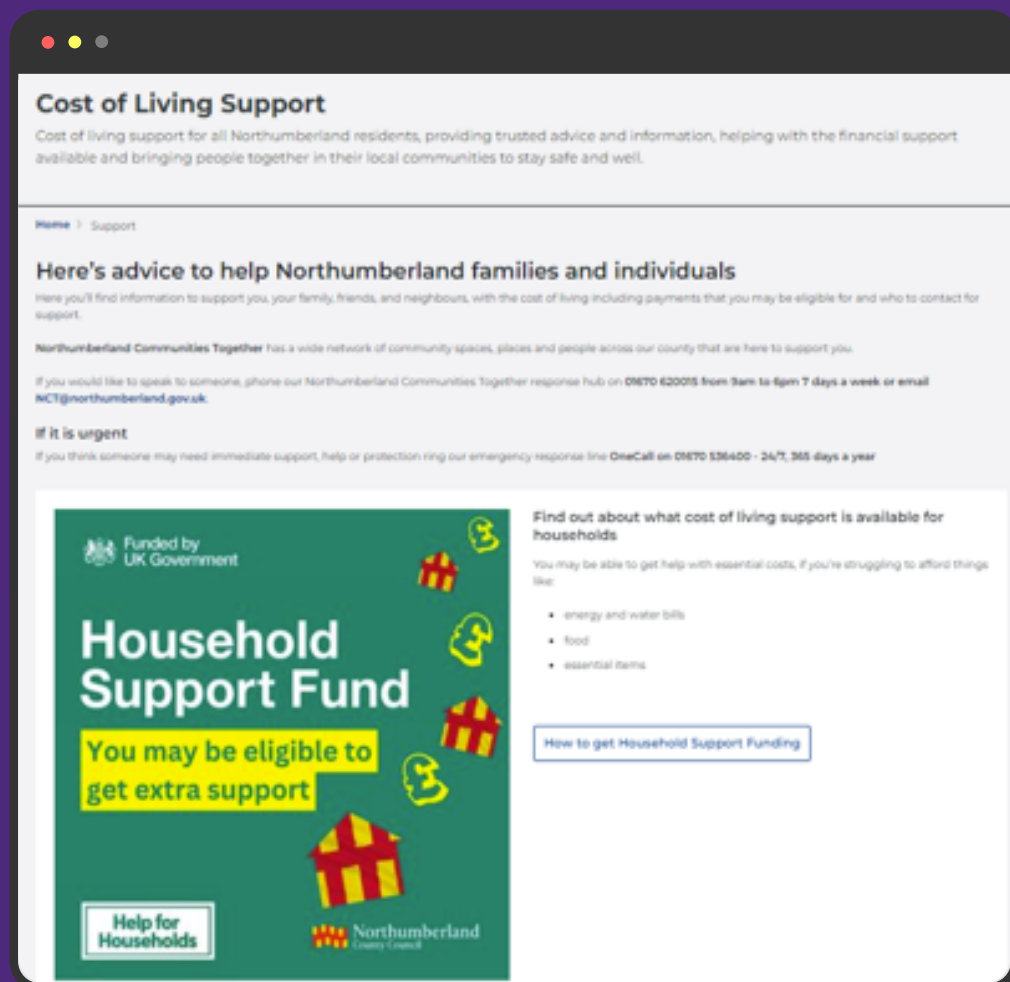 Cost of Living Support
Cost of living support for all Northumberland residents, providing trusted advice and information, helping with the financial support
available and bringing people together in their local communities to stay safe and well.
Home > Support
Here's advice to help Northumberland families and individuals
Here you'll find information to support you, your family, friends, and neighbours, with the cost of living including payments that you may be eligible for and who to contact for
support.
Northumberland Communities Together has a wide network of community spaces, places and people across our county that are here to support you.
If you would like to speak to someone, phone our Northumberland Communities Together response hub on 01670 620015 from 9am to 6pm 7 days a week or email
NCT@northumberland.gov.uk
If it is urgent
If you think someone may need immediate support, help or protection ring our emergency response line OneCall on 01670 536400 - 24/7, 365 days a year
Funded by
UK Government
Household
Support Fund
You may be eligible to
get extra support
Help for
Households
Northumberland
County Council
Find out about what cost of living support is available for
households
You may be able to get help with essential costs, if you're struggling to afford things
like:
• energy and water bills
• food
• essential items
How to get Household Support Funding